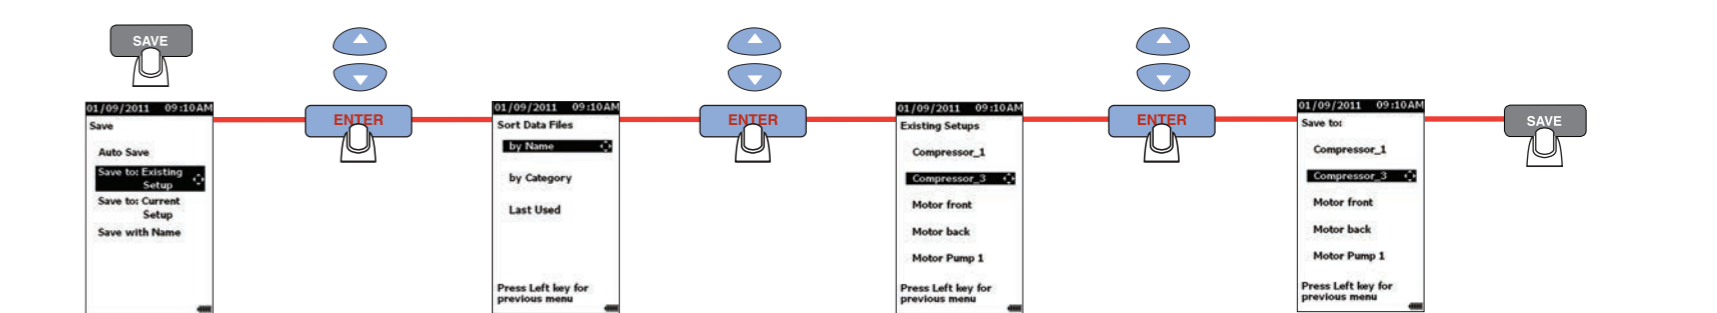 SAVE
01/09/2011 09:10AM
Save
Auto Save
Save to: Existing
Setup
Save to: Current
Setup
Save with Name
ENTER
01/09/2011 09:10AM
Sort Data Files
by Name
by Category
Last Used
Press Left key for
previous menu
ENTER
01/09/2011 09:10AM
Existing Setups
Compressor_1
Compressor_3
Motor front
Motor back
Motor Pump 1
Press Left key for
previous menu
ENTER
01/09/2011 09:10AM
Save to:
Compressor_1
Compressor_3
Motor front
Motor back
Motor Pump 1
Press Left key for
previous menu
SAVE